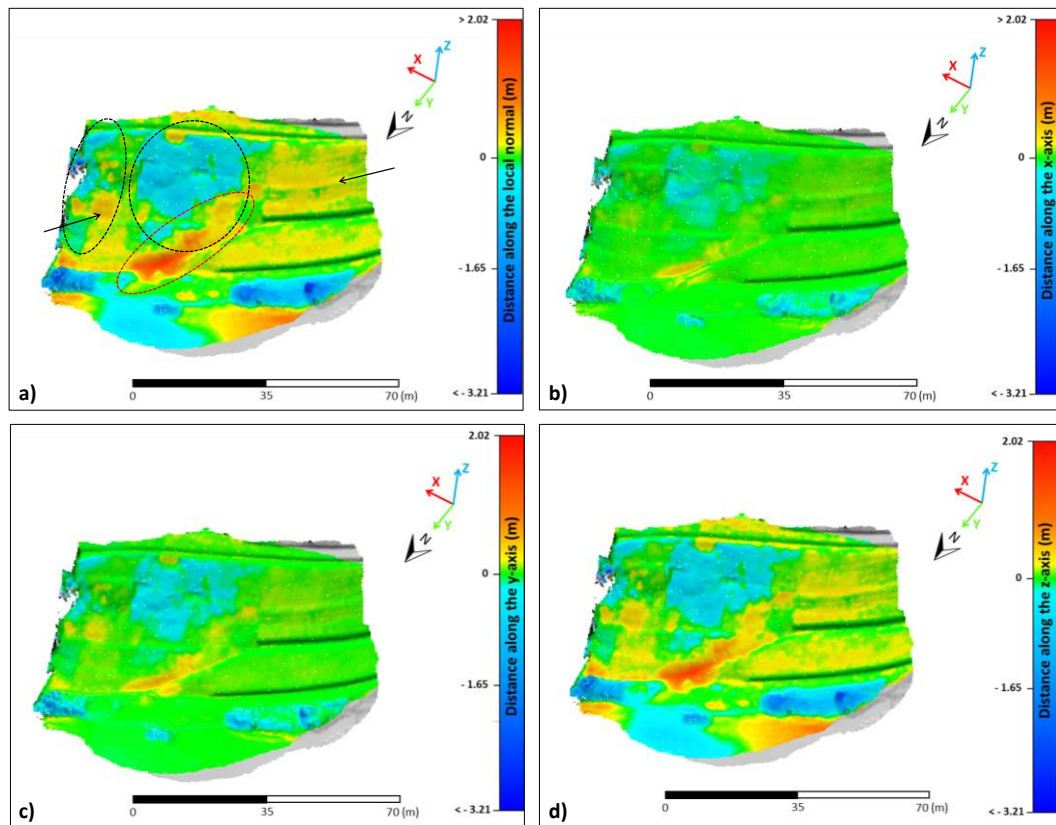 > 2.02
Distance along the local normal (m)
0
- 1.65
< - 3.21
X
Z
Y
N
0
35
70 (m)
a)
> 2.02
Distance along the x-axis (m)
0
- 1.65
< - 3.21
X
Z
Y
N
0
35
70 (m)
b)
2.02
Distance along the y-axis (m)
0
- 1.65
< - 3.21
X
Z
Y
N
0
35
70 (m)
c)
2.02
Distance along the z-axis (m)
0
- 1.65
< - 3.21
X
Z
Y
N
0
35
70 (m)
d)